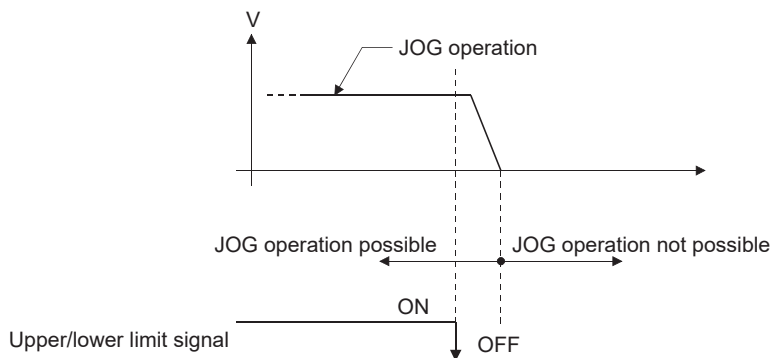 V
JOG operation
JOG operation possible
JOG operation not possible
ON
Upper/lower limit signal
OFF